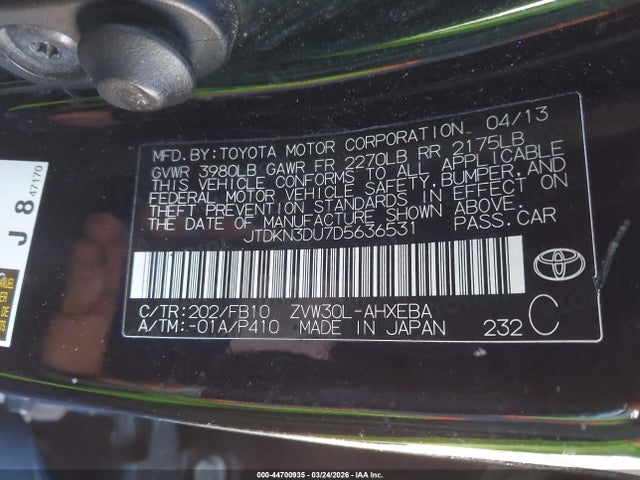 MFD.BY:TOYOTA MOTOR CORPORATION 04/13
GVWR 3980LB GAWR FR 2270LB RR 2175LB
THIS VEHICLE CONFORMS TO ALL APPLICABLE
FEDERAL MOTOR VEHICLE SAFETY,BUMPER,AND
THEFT PREVENTION STANDARDS IN EFFECT ON
THE DATE OF MANUFACTURE SHOWN ABOVE.
JTDKN3DU7D5636531 PASS.CAR
C/TR:202/FB10 ZVW30L-AHXEBA
A/TM:-01A/P410 MADE IN JAPAN 232 C
J 8 47170
000-44700935 - 03/24/2026 - IAA Inc.